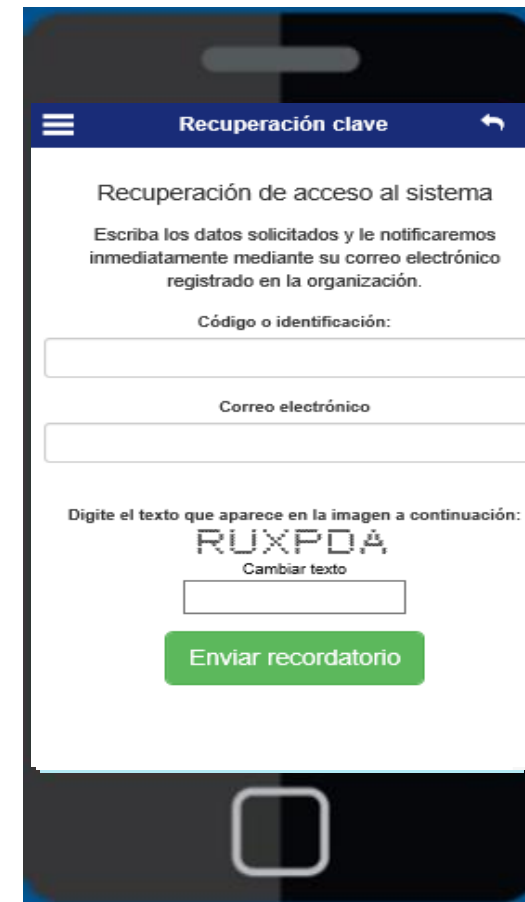 Recuperación clave
Recuperación de acceso al sistema
Escriba los datos solicitados y le notificaremos
inmediatamente mediante su correo electrónico
registrado en la organización.
Código o identificación:
Correo electrónico
Digite el texto que aparece en la imagen a continuación:
RUXPDA
Cambiar texto
Enviar recordatorio